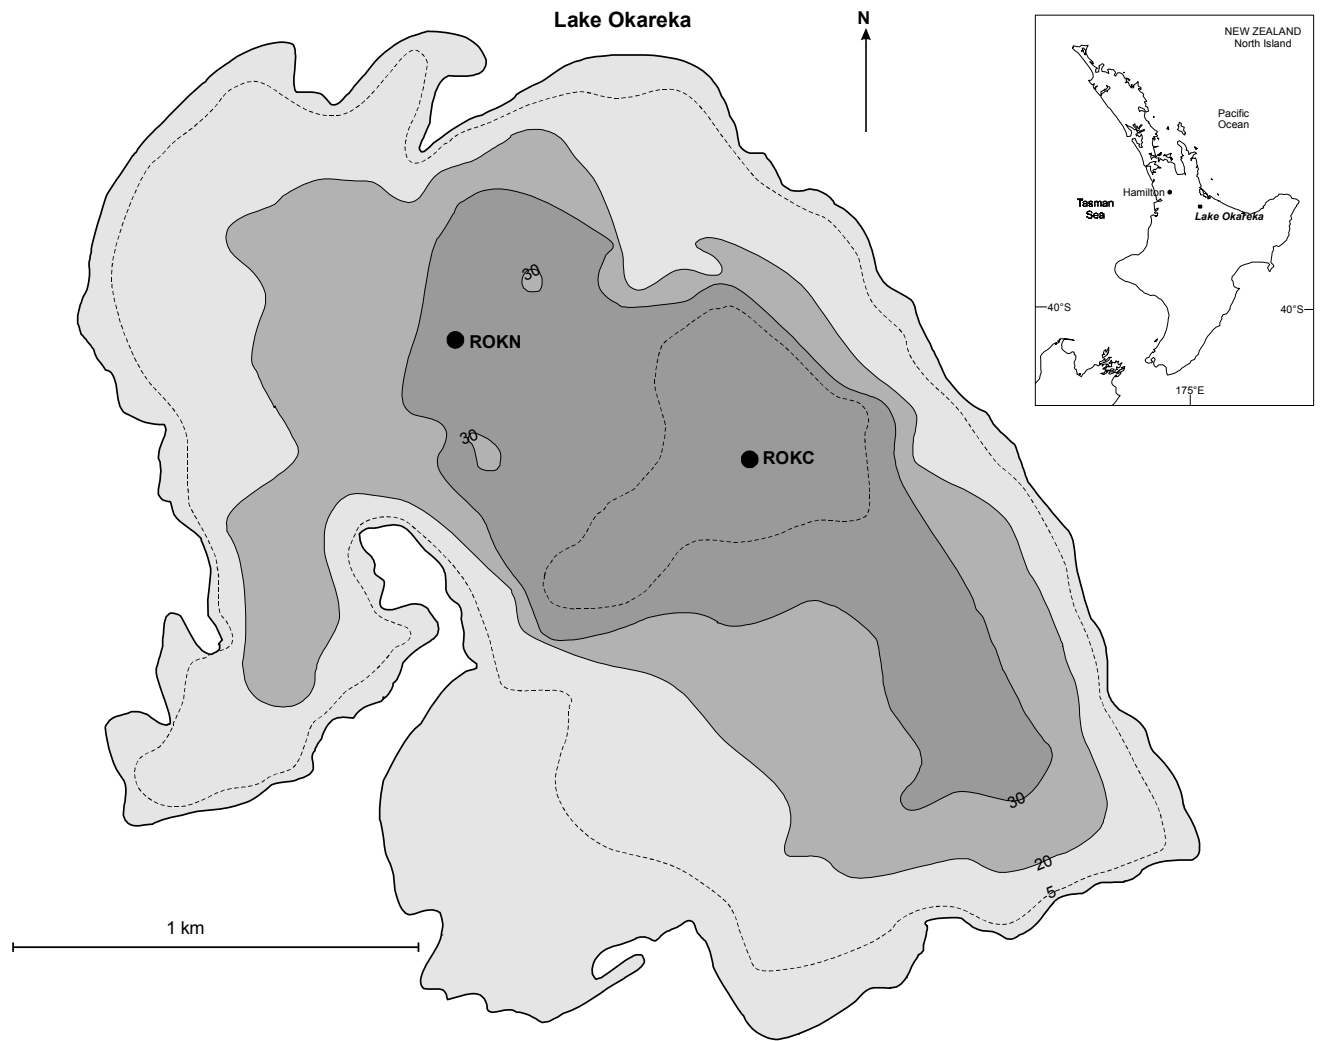 Lake Okareka
N
NEW ZEALAND
North Island
Pacific
Ocean
Hamilton
Tasman
Sea
Lake Okareka
40°S
40°S
175°E
30
ROKN
30
ROKC
30
20
5
1 km